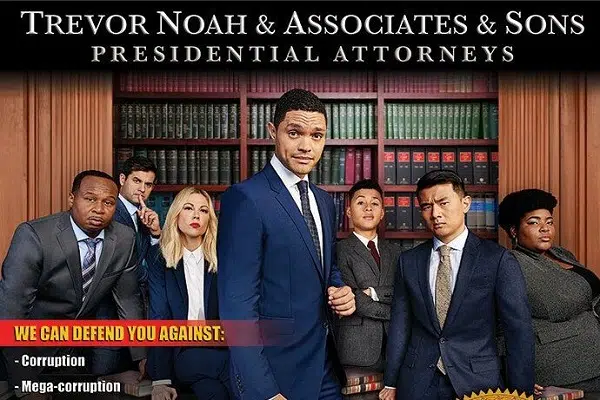 TREVOR NOAH & ASSOCIATES & SONS
PRESIDENTIAL ATTORNEYS
WE CAN DEFEND YOU AGAINST:
- Corruption
- Mega-corruption